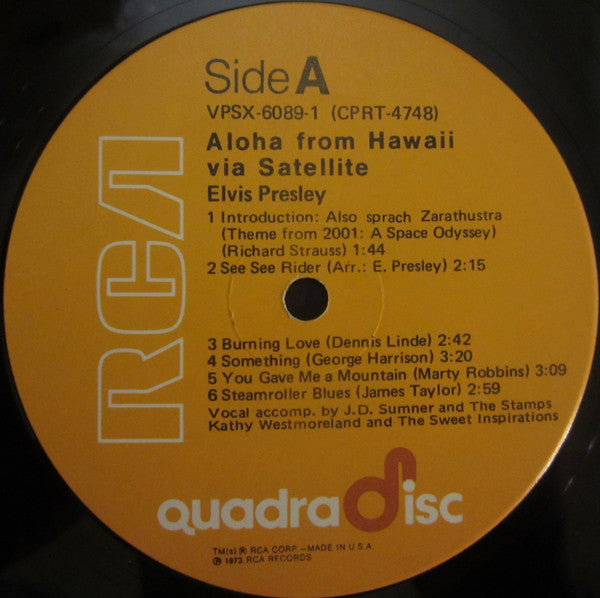 Side A
VPSX-6089-1 (CPRT-4748)
Aloha from Hawaii
via Satellite
Elvis Presley
1 Introduction: Also sprach Zarathustra
(Theme from 2001: A Space Odyssey)
(Richard Strauss) 1:44
2 See See Rider (Arr.: E. Presley) 2:15
3 Burning Love (Dennis Linde) 2:42
4 Something (George Harrison) 3:20
5 You Gave Me a Mountain (Marty Robbins) 3:09
6 Steamroller Blues (James Taylor) 2:59
Vocal accomp. by J.D. Sumner and The Stamps
Kathy Westmoreland and The Sweet Inspirations
RCA
quadradisc
TM(s) ® RCA CORP.-MADE IN U.S.A.
℗ 1973, RCA RECORDS